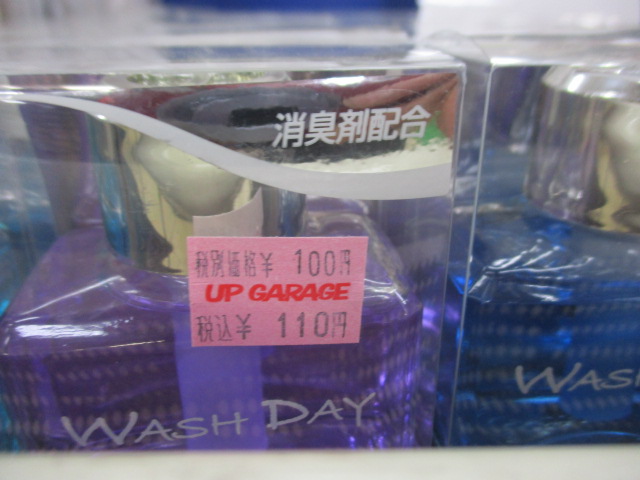 消臭剤配合
税別価格¥ 100円
UP GARAGE
税込¥ 110円
WASH DAY
WASH